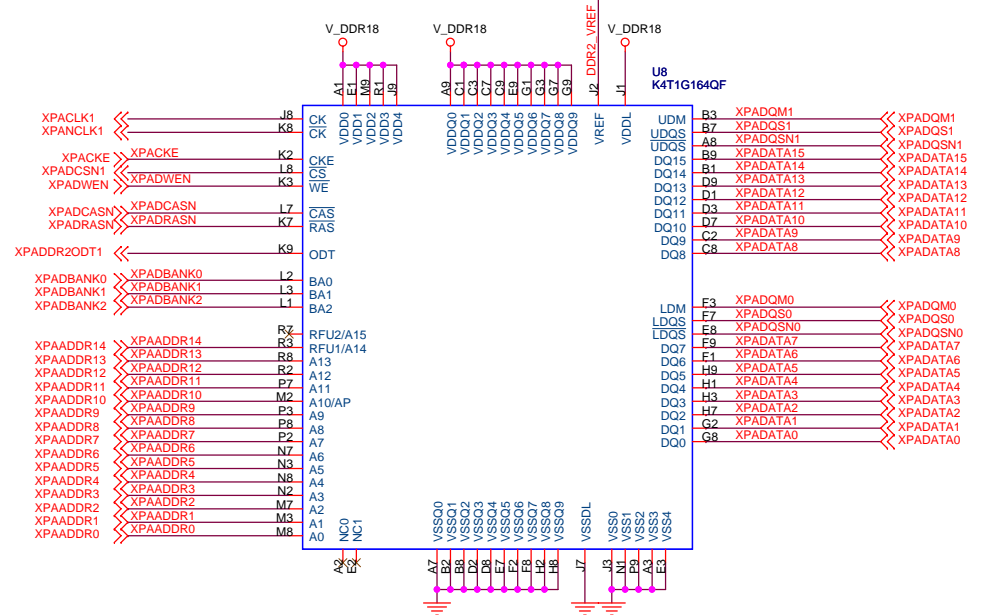 V_DDR18 V_DDR18 DDR2_VREF V_DDR18
U8
K4T1G164QF
A1 E1 M9 R1 J9 A9 C1 C3 C7 C9 E9 G1 G3 G7 G9 J2 J1
VDD0 VDD1 VDD2 VDD3 VDD4 VDDQ0 VDDQ1 VDDQ2 VDDQ3 VDDQ4 VDDQ5 VDDQ6 VDDQ7 VDDQ8 VDDQ9 VREF VDDL
XPACLK1 J8 CK
XPANCLK1 K8 CK
XPACKE XPACKE K2 CKE
XPADCSN1 L8 CS
XPADWEN XPADWEN K3 WE
XPADCASN XPADCASN L7 CAS
XPADRASN XPADRASN K7 RAS
XPADDR2ODT1 K9 ODT
XPADBANK0 XPADBANK0 L2 BA0
XPADBANK1 XPADBANK1 L3 BA1
XPADBANK2 XPADBANK2 L1 BA2
R7 RFU2/A15
XPAADDR14 XPAADDR14 R3 RFU1/A14
XPAADDR13 XPAADDR13 R8 A13
XPAADDR12 XPAADDR12 R2 A12
XPAADDR11 XPAADDR11 P7 A11
XPAADDR10 XPAADDR10 M2 A10/AP
XPAADDR9 XPAADDR9 P3 A9
XPAADDR8 XPAADDR8 P8 A8
XPAADDR7 XPAADDR7 P2 A7
XPAADDR6 XPAADDR6 N7 A6
XPAADDR5 XPAADDR5 N3 A5
XPAADDR4 XPAADDR4 N8 A4
XPAADDR3 XPAADDR3 N2 A3
XPAADDR2 XPAADDR2 M7 A2
XPAADDR1 XPAADDR1 M3 A1
XPAADDR0 XPAADDR0 M8 A0
UDM B3 XPADQM1 XPADQM1
UDQS B7 XPADQS1 XPADQS1
UDQS A8 XPADQSN1 XPADQSN1
DQ15 B9 XPADATA15 XPADATA15
DQ14 B1 XPADATA14 XPADATA14
DQ13 D9 XPADATA13 XPADATA13
DQ12 D1 XPADATA12 XPADATA12
DQ11 D3 XPADATA11 XPADATA11
DQ10 D7 XPADATA10 XPADATA10
DQ9 C2 XPADATA9 XPADATA9
DQ8 C8 XPADATA8 XPADATA8
LDM F3 XPADQM0 XPADQM0
LDQS F7 XPADQS0 XPADQS0
LDQS E8 XPADQSN0 XPADQSN0
DQ7 F9 XPADATA7 XPADATA7
DQ6 F1 XPADATA6 XPADATA6
DQ5 H9 XPADATA5 XPADATA5
DQ4 H1 XPADATA4 XPADATA4
DQ3 H3 XPADATA3 XPADATA3
DQ2 H7 XPADATA2 XPADATA2
DQ1 G2 XPADATA1 XPADATA1
DQ0 G8 XPADATA0 XPADATA0
NC0 NC1 VSSQ0 VSSQ1 VSSQ2 VSSQ3 VSSQ4 VSSQ5 VSSQ6 VSSQ7 VSSQ8 VSSQ9 VSSDL VSS0 VSS1 VSS2 VSS3 VSS4
A2 E2 A7 B2 B8 D2 D8 E7 F2 F8 H2 H8 J7 J3 N1 P9 A3 E3